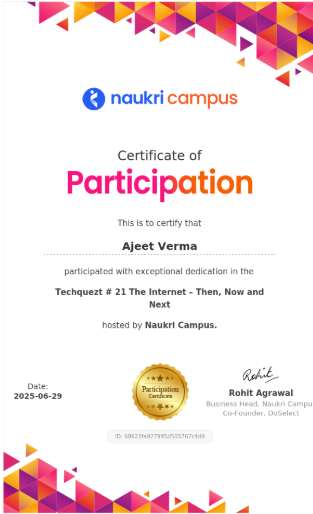 naukri campus
Certificate of
Participation
This is to certify that
Ajeet Verma
participated with exceptional dedication in the
Techquezt # 21 The Internet – Then, Now and
Next
hosted by Naukri Campus.
Date:
2025-06-29
Participation
Certificate
Rohit
Rohit Agrawal
Business Head, Naukri Campu
Co-Founder, DoSelect
ID: